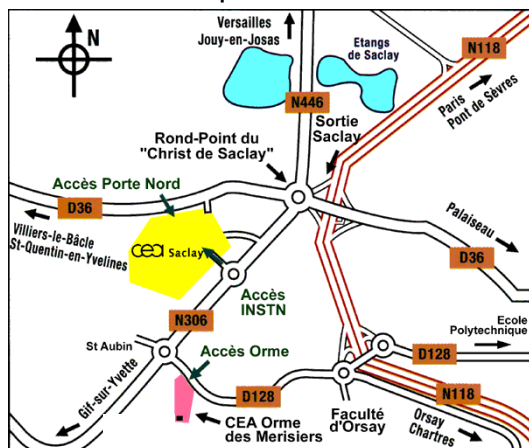 Versailles
Jouy-en-Josas
Etangs
de Saclay
N118
N
N446
Paris
Pont de Sèvres
Sortie
Saclay
Rond-Point du
"Christ de Saclay"
Accès Porte Nord
D36
Palaiseau
Villiers-le-Bâcle
St-Quentin-en-Yvelines
cea Saclay
D36
Accès
INSTN
N306
Ecole
Polytechnique
St Aubin
Accès Orme
D128
Gif-sur-Yvette
D128
N118
CEA Orme
des Merisiers
Faculté
d'Orsay
Orsay
Chartres